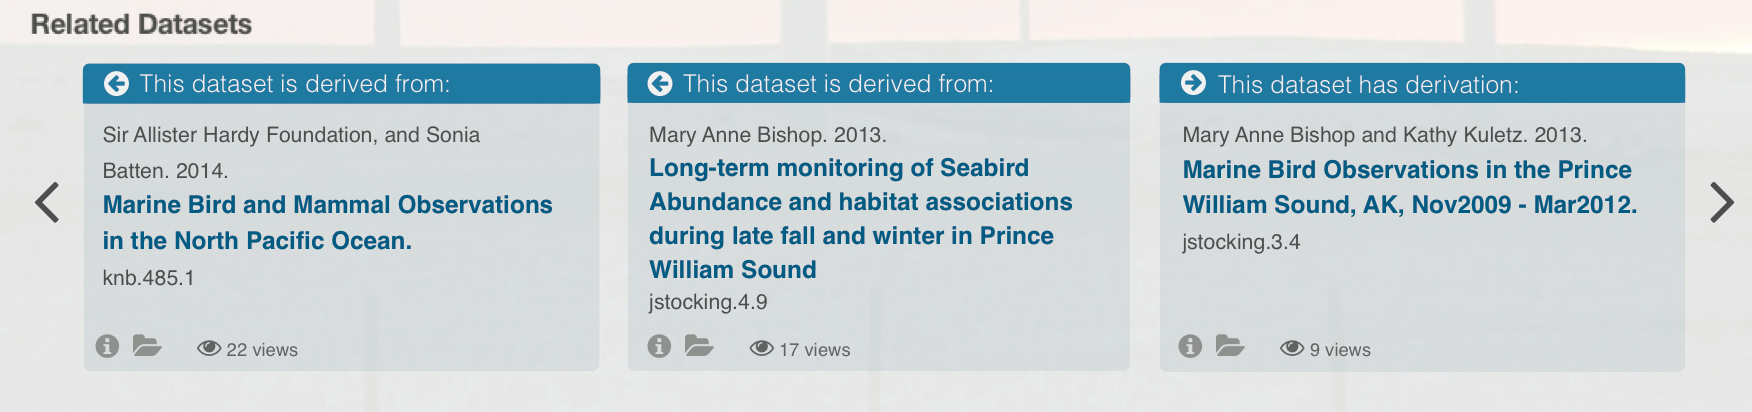 Related Datasets
This dataset is derived from:
Sir Allister Hardy Foundation, and Sonia
Batten. 2014.
Marine Bird and Mammal Observations
in the North Pacific Ocean.
knb.485.1
22 views
This dataset is derived from:
Mary Anne Bishop. 2013.
Long-term monitoring of Seabird
Abundance and habitat associations
during late fall and winter in Prince
William Sound
jstocking.4.9
17 views
This dataset has derivation:
Mary Anne Bishop and Kathy Kuletz. 2013.
Marine Bird Observations in the Prince
William Sound, AK, Nov2009 - Mar2012.
jstocking.3.4
9 views